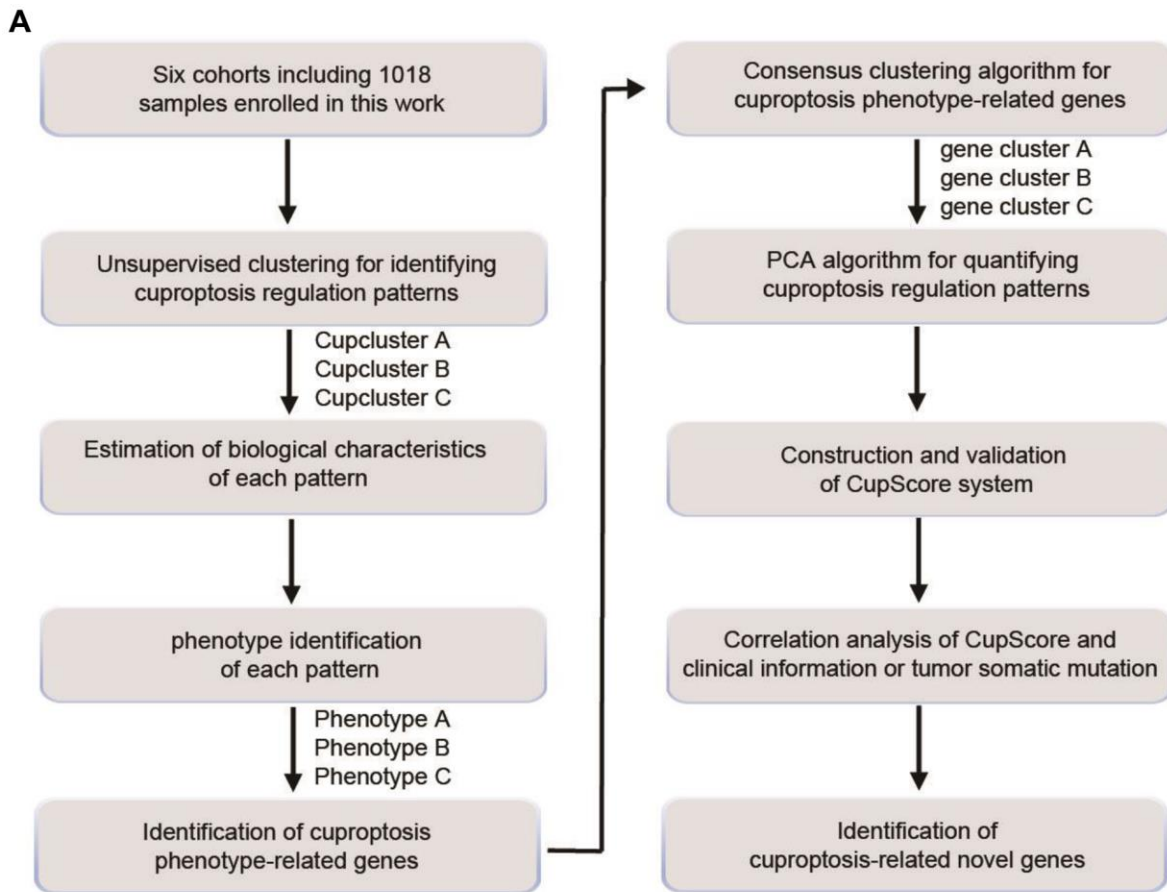 A
Six cohorts including 1018
samples enrolled in this work
Unsupervised clustering for identifying
cuproptosis regulation patterns
Cupcluster A
Cupcluster B
Cupcluster C
Estimation of biological characteristics
of each pattern
phenotype identification
of each pattern
Phenotype A
Phenotype B
Phenotype C
Identification of cuproptosis
phenotype-related genes
Consensus clustering algorithm for
cuproptosis phenotype-related genes
gene cluster A
gene cluster B
gene cluster C
PCA algorithm for quantifying
cuproptosis regulation patterns
Construction and validation
of CupScore system
Correlation analysis of CupScore and
clinical information or tumor somatic mutation
Identification of
cuproptosis-related novel genes